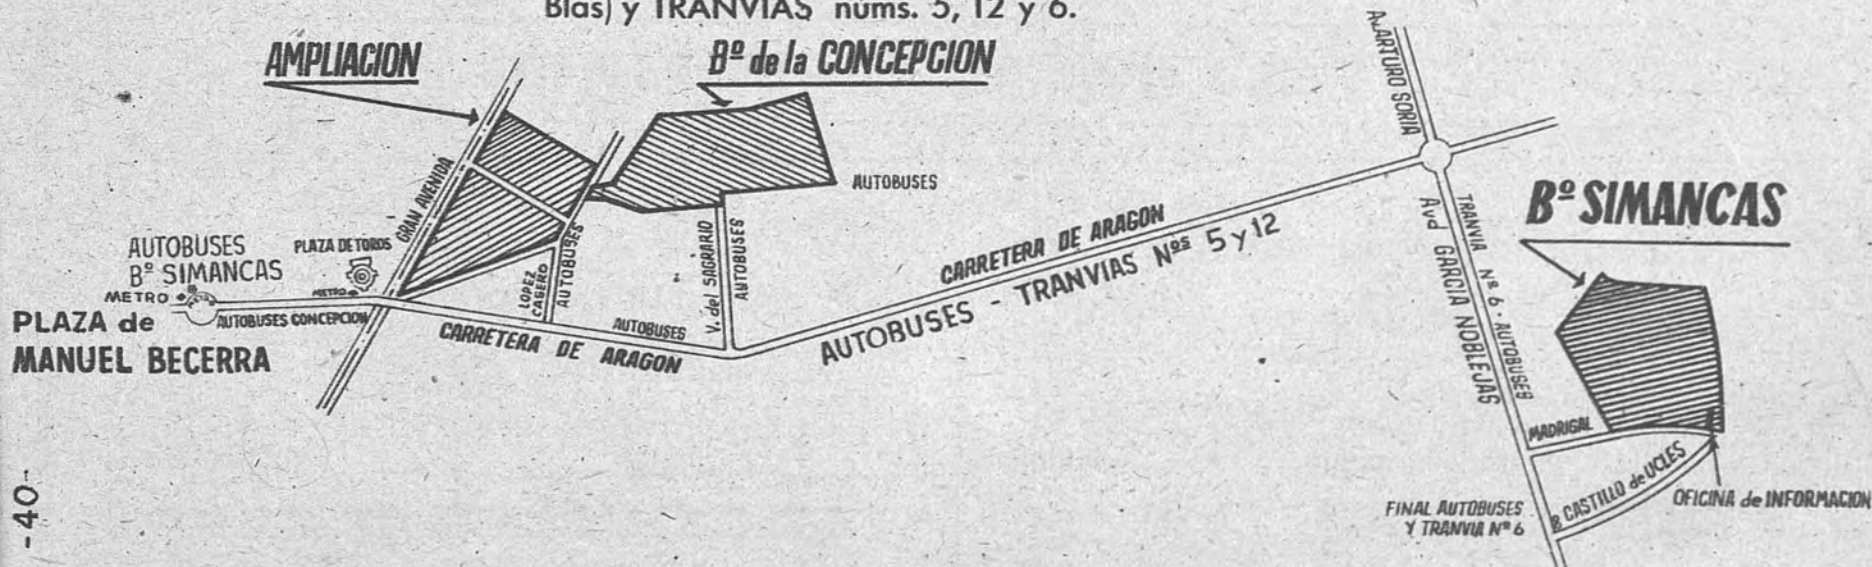 Blas) y TRANVIAS núms. 5, 12 y 6.
AMPLIACION
Bº de la CONCEPCION
Av. ARTURO SORIA
GRAN AVENIDA
AUTOBUSES
Bº SIMANCAS
AUTOBUSES
PLAZA DE TOROS
METRO
METRO
PLAZA de
MANUEL BECERRA
AUTOBUSES CONCEPCION
LOPEZ
CASERO
AUTOBUSES
V. del SAGRARIO
AUTOBUSES
AUTOBUSES
CARRETERA DE ARAGON
CARRETERA DE ARAGON
AUTOBUSES - TRANVIAS Nos 5 y 12
TRANVIA Nº 6 - AUTOBUSES
Avd GARCIA NOBLEJAS
Bº SIMANCAS
MADRIGAL
CASTILLO de UCLES
OFICINA de INFORMACION
FINAL AUTOBUSES
Y TRANVIA Nº 6
-40-